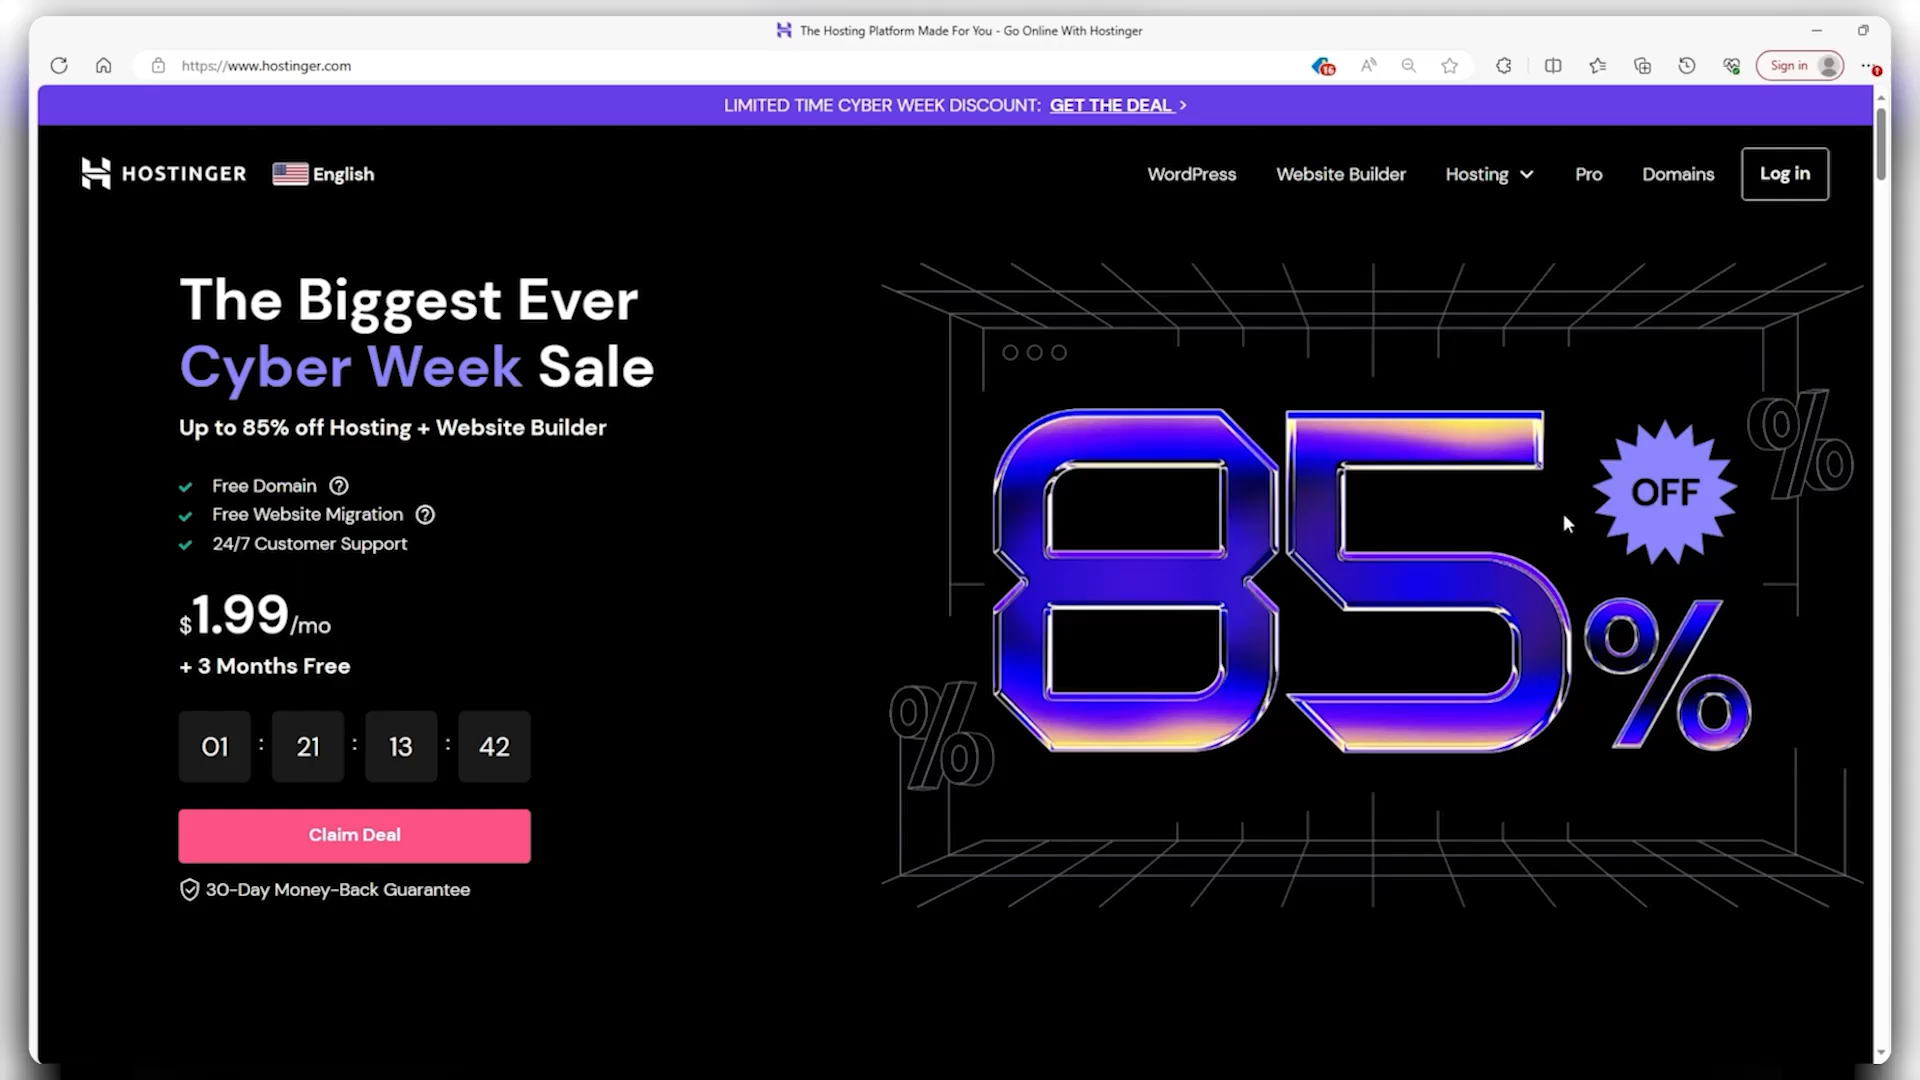 The Hosting Platform Made For You - Go Online With Hostinger
https://www.hostinger.com
16
A
Sign in
LIMITED TIME CYBER WEEK DISCOUNT: GET THE DEAL >
HOSTINGER
English
WordPress
Website Builder
Hosting
Pro
Domains
Log in
The Biggest Ever
Cyber Week Sale
Up to 85% off Hosting + Website Builder
Free Domain ?
Free Website Migration ?
24/7 Customer Support
$1.99/mo
+ 3 Months Free
01 : 21 : 13 : 42
Claim Deal
30-Day Money-Back Guarantee
85%
OFF
%
%